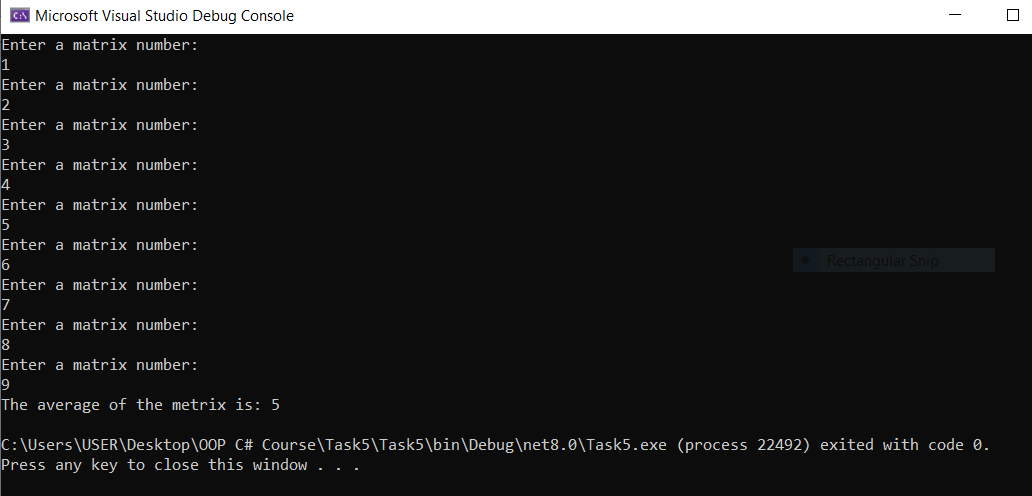 Microsoft Visual Studio Debug Console
Enter a matrix number:
1
Enter a matrix number:
2
Enter a matrix number:
3
Enter a matrix number:
4
Enter a matrix number:
5
Enter a matrix number:
6
Enter a matrix number:
7
Enter a matrix number:
8
Enter a matrix number:
9
The average of the metrix is: 5
C:\Users\USER\Desktop\OOP C# Course\Task5\Task5\bin\Debug\net8.0\Task5.exe (process 22492) exited with code 0.
Press any key to close this window . . .
Rectangular Snip